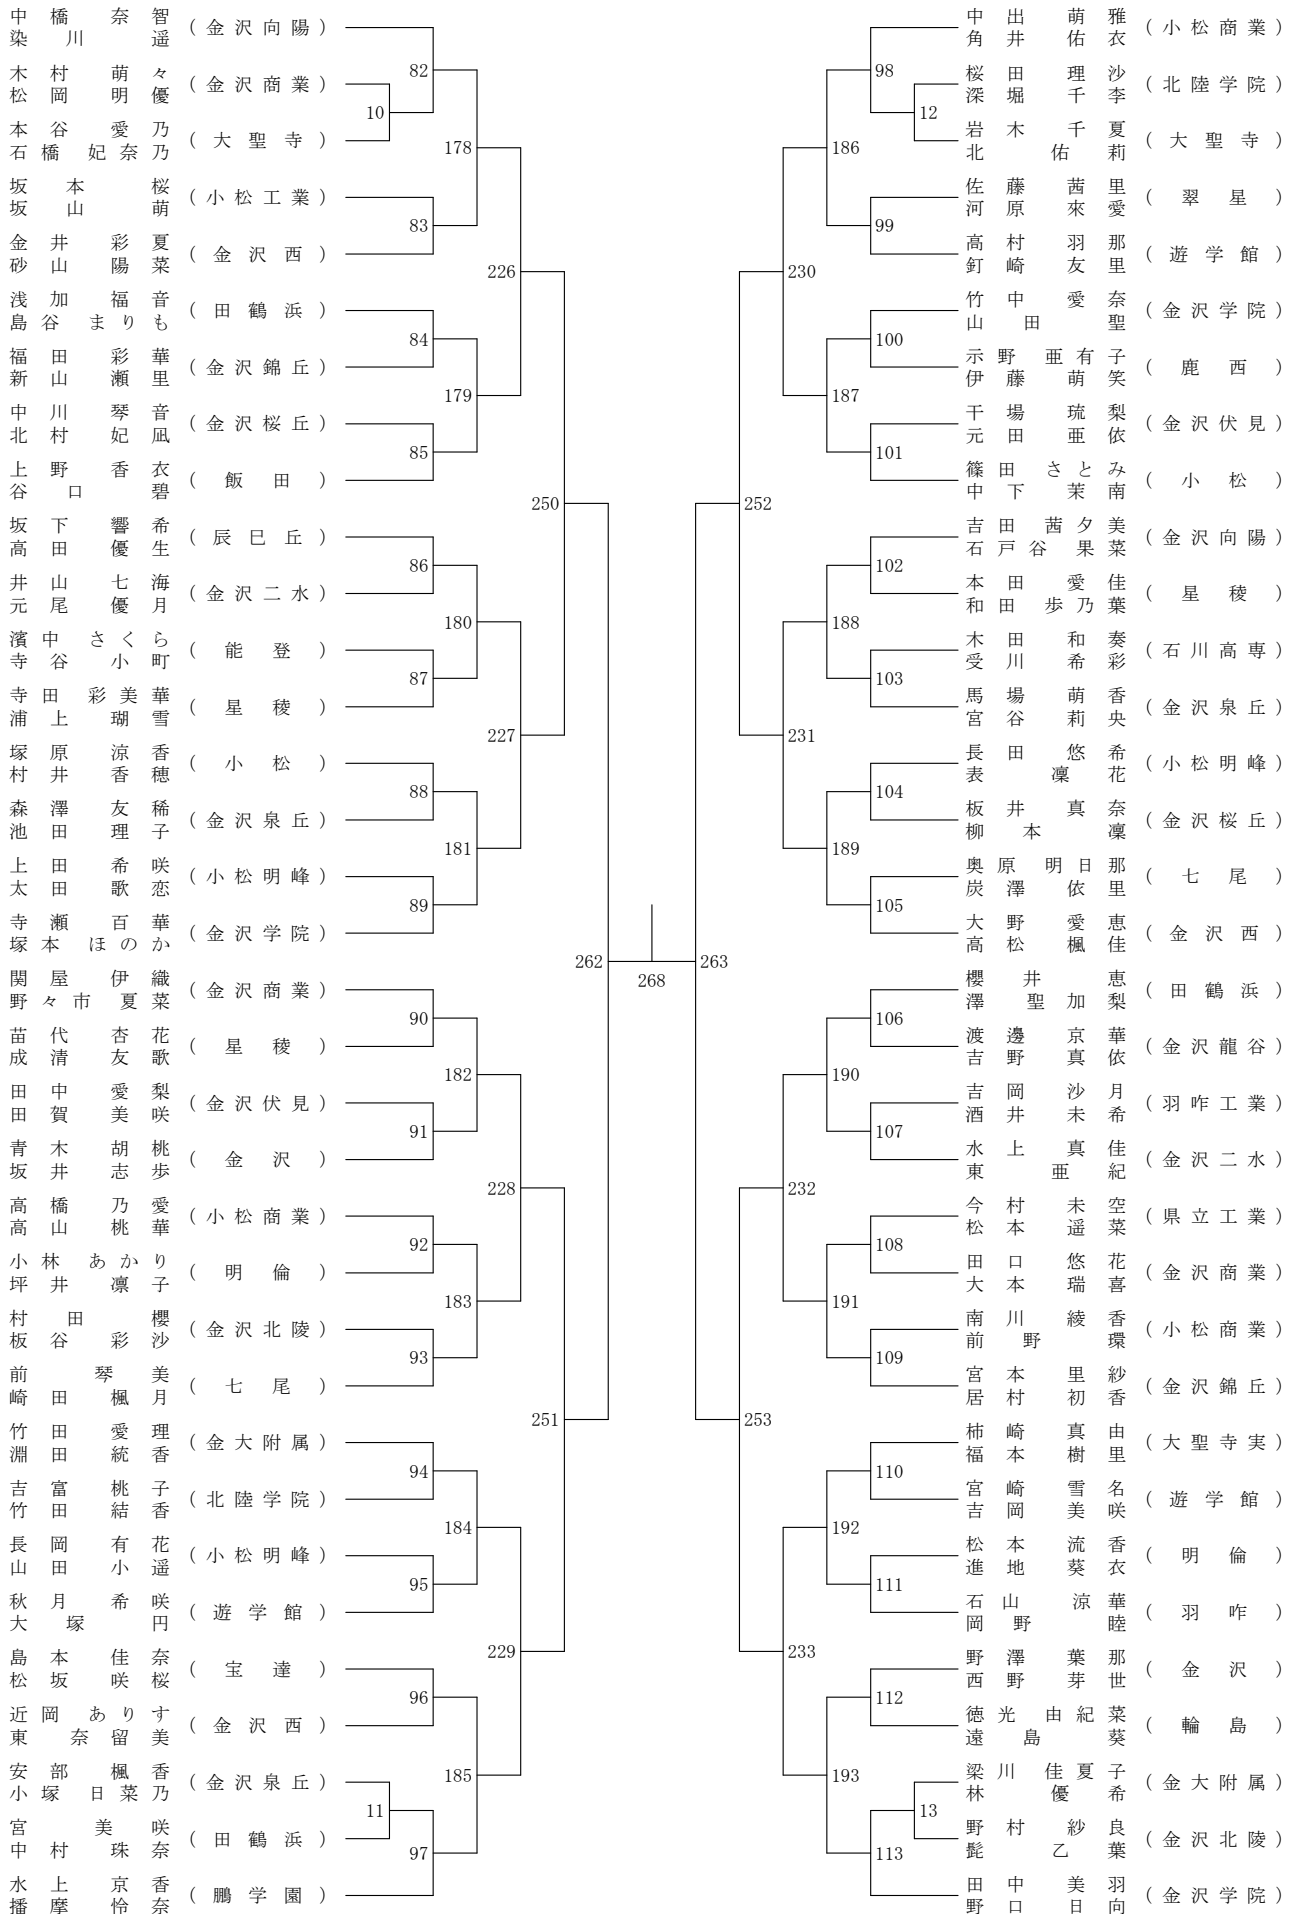 中橋 奈智
染川 遥
(金沢向陽)
木村 萌々
松岡 明優
(金沢商業)
本谷 愛乃
石橋 妃奈乃
(大聖寺)
坂本 桜
坂山 萌
(小松工業)
金井 彩夏
砂山 陽菜
(金沢西)
浅加 福音
島谷 まりも
(田鶴浜)
福田 彩華
新山 瀬里
(金沢錦丘)
中川 琴音
北村 妃凪
(金沢桜丘)
上野 香衣
谷口 碧
(飯田)
坂下 響希
高田 優生
(辰巳丘)
井山 七海
元尾 優月
(金沢二水)
濱中 さくら
寺谷 小町
(能登)
寺田 彩美華
浦上 瑚雪
(星稜)
塚原 涼香
村井 香穂
(小松)
森澤 友稀
池田 理子
(金沢泉丘)
上田 希咲
太田 歌恋
(小松明峰)
寺瀬 百華
塚本 ほのか
(金沢学院)
関屋 伊織
野々市 夏菜
(金沢商業)
苗代 杏花
成清 友歌
(星稜)
田中 愛梨
田賀 美咲
(金沢伏見)
青木 胡桃
坂井 志歩
(金沢)
高橋 乃愛
高山 桃華
(小松商業)
小林 あかり
坪井 凛子
(明倫)
村田 櫻
板谷 彩沙
(金沢北陵)
前 琴美
崎田 楓月
(七尾)
竹田 愛理
淵田 統香
(金大附属)
吉富 桃子
竹田 結香
(北陸学院)
長岡 有花
山田 小遥
(小松明峰)
秋月 希咲
大塚 円
(遊学館)
島本 佳奈
松坂 咲桜
(宝達)
近岡 ありす
東 奈留美
(金沢西)
安部 楓香
小塚 日菜乃
(金沢泉丘)
宮 美咲
中村 珠奈
(田鶴浜)
水上 京香
播摩 怜奈
(鵬学園)
10
11
82
83
84
85
86
87
88
89
90
91
92
93
94
95
96
97
178
179
180
181
182
183
184
185
226
227
228
229
250
251
262
268
263
252
253
230
231
232
233
186
187
188
189
190
191
192
193
98
99
100
101
102
103
104
105
106
107
108
109
110
111
112
113
12
13
中出 萌雅
角井 佑衣
(小松商業)
桜田 理沙
深堀 千李
(北陸学院)
岩木 千夏
北 佑莉
(大聖寺)
佐藤 茜里
河原 來愛
(翠星)
高村 羽那
釘崎 友里
(遊学館)
竹中 愛奈
山田 聖
(金沢学院)
示野 亜有子
伊藤 萌笑
(鹿西)
干場 琉梨
元田 亜依
(金沢伏見)
篠田 さとみ
中下 茉南
(小松)
吉田 茜夕美
石戸谷 果菜
(金沢向陽)
本田 愛佳
和田 歩乃葉
(星稜)
木田 和奏
受川 希彩
(石川高専)
馬場 萌香
宮谷 莉央
(金沢泉丘)
長田 悠希
表 凜花
(小松明峰)
板井 真奈
柳本 凜
(金沢桜丘)
奥原 明日那
炭澤 依里
(七尾)
大野 愛恵
高松 楓佳
(金沢西)
櫻井 恵
澤 聖加梨
(田鶴浜)
渡邊 京華
吉野 真依
(金沢龍谷)
吉岡 沙月
酒井 未希
(羽咋工業)
水上 真佳
東 亜紀
(金沢二水)
今村 未空
松本 遥菜
(県立工業)
田口 悠花
大本 瑞喜
(金沢商業)
南川 綾香
前野 環
(小松商業)
宮本 里紗
居村 初香
(金沢錦丘)
柿崎 真由
福本 樹里
(大聖寺実)
宮崎 雪名
吉岡 美咲
(遊学館)
松本 流香
進地 葵衣
(明倫)
石山 涼華
岡野 睦
(羽咋)
野澤 葉那
西野 芽世
(金沢)
徳光 由紀菜
遠島 葵
(輪島)
梁川 佳夏子
林 優希
(金大附属)
野村 紗良
髭 乙葉
(金沢北陵)
田中 美羽
野口 日向
(金沢学院)